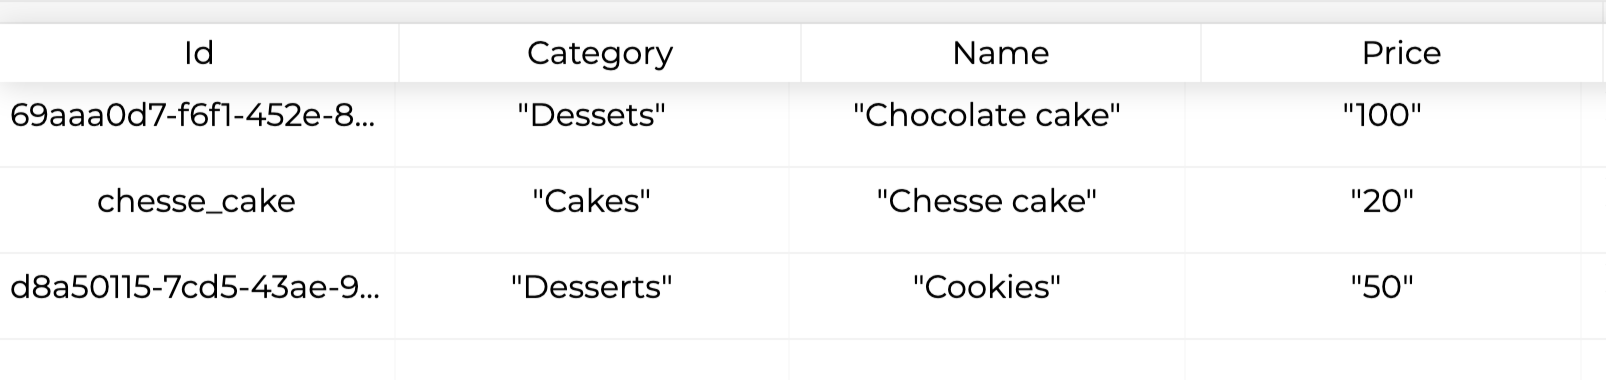 Id Category Name Price
69aaa0d7-f6f1-452e-8... "Dessets" "Chocolate cake" "100"
chesse_cake "Cakes" "Chesse cake" "20"
d8a50115-7cd5-43ae-9... "Desserts" "Cookies" "50"